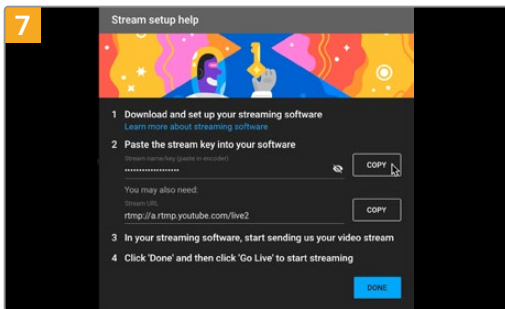 7
Stream setup help
1 Download and set up your streaming software
Learn more about streaming software
2 Paste the stream key into your software
Stream name/key (paste in encoder)
••••••••••••••••••••
COPY
You may also need:
Stream URL
rtmp://a.rtmp.youtube.com/live2
COPY
3 In your streaming software, start sending us your video stream
4 Click 'Done' and then click 'Go Live' to start streaming
DONE